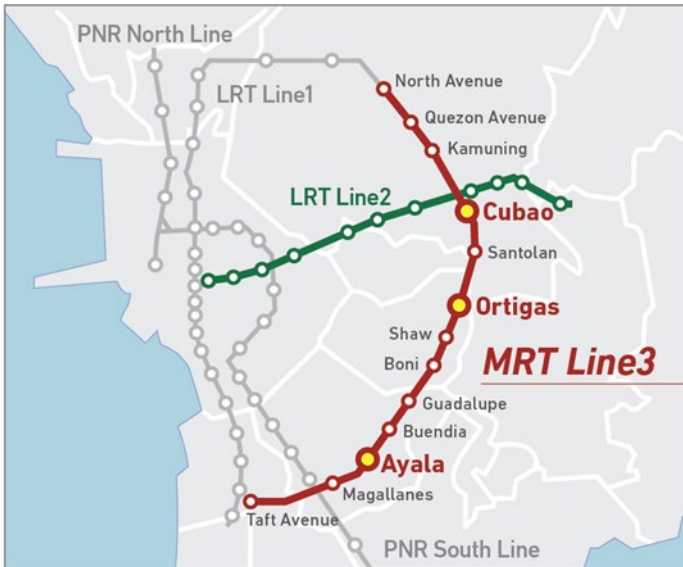 PNR North Line
LRT Line1
North Avenue
Quezon Avenue
Kamuning
LRT Line2
Cubao
Santolan
Ortigas
Shaw
MRT Line3
Boni
Guadalupe
Buendia
Ayala
Magallanes
Taft Avenue
PNR South Line